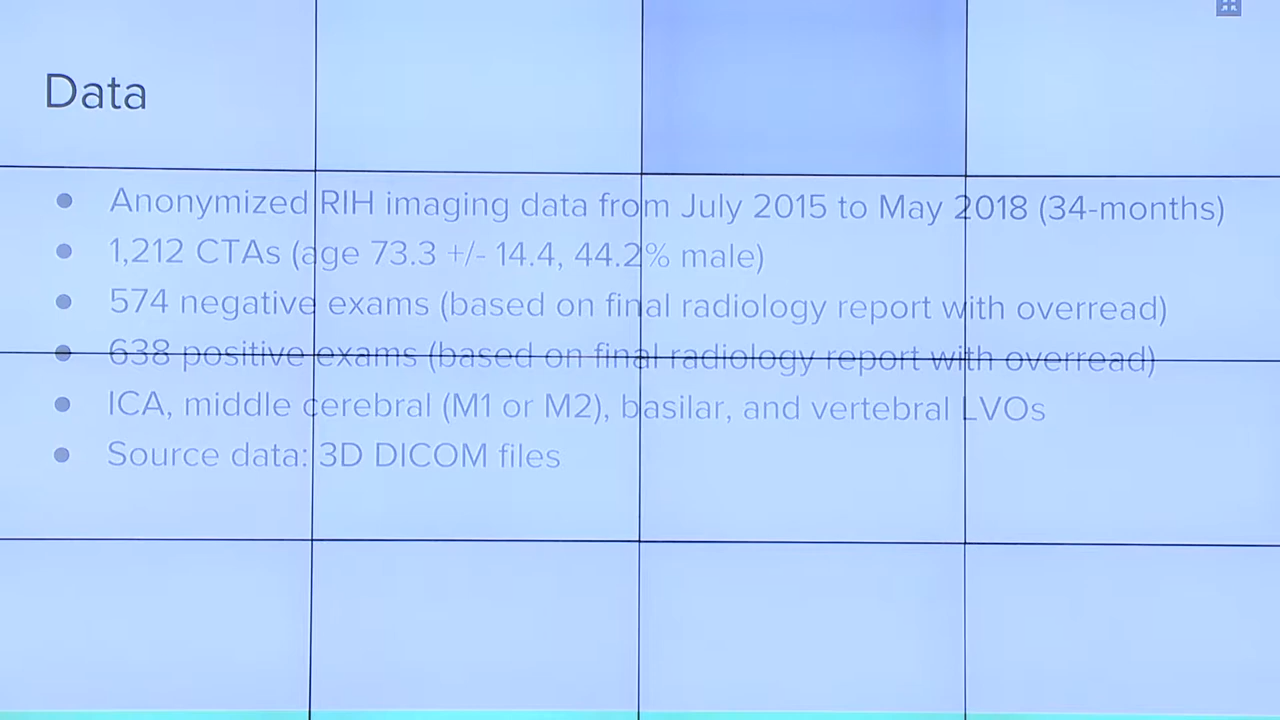 Data
Anonymized RIH imaging data from July 2015 to May 2018 (34-months)
1,212 CTAs (age 73.3 +/- 14.4, 44.2% male)
574 negative exams (based on final radiology report with overread)
638 positive exams (based on final radiology report with overread)
ICA, middle cerebral (M1 or M2), basilar, and vertebral LVOs
Source data: 3D DICOM files